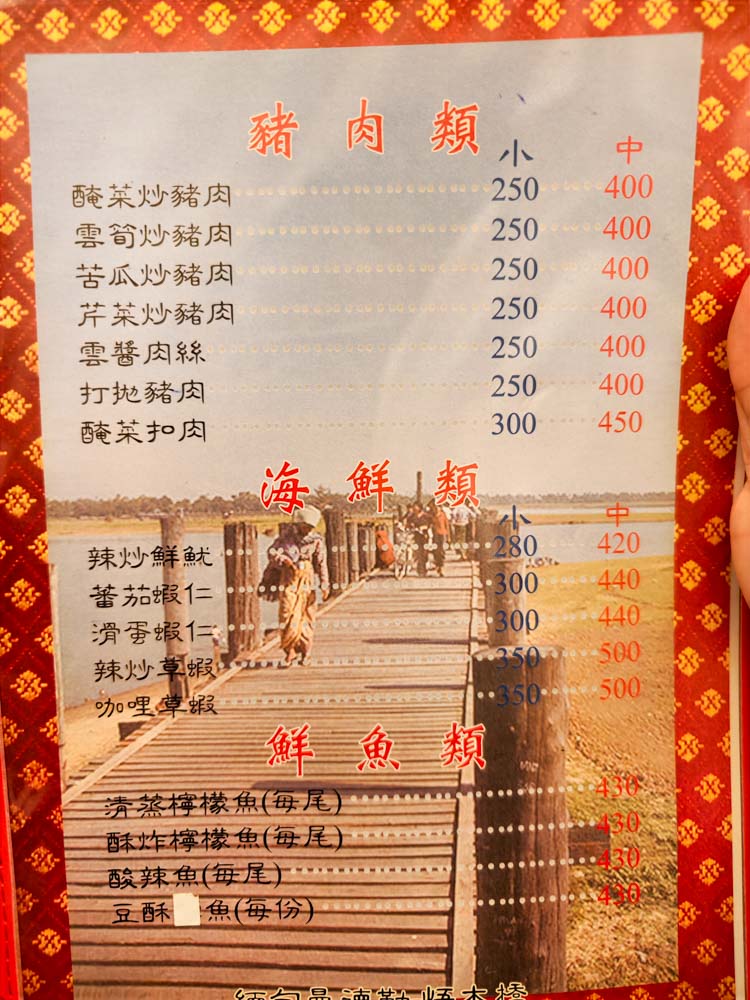 豬肉類
小 中
醃菜炒豬肉 250 400
雲筍炒豬肉 250 400
苦瓜炒豬肉 250 400
芹菜炒豬肉 250 400
雲醬肉絲 250 400
打拋豬肉 250 400
醃菜扣肉 300 450
海鮮類
小 中
辣炒鮮魷 280 420
蕃茄蝦仁 300 440
滑蛋蝦仁 300 440
辣炒草蝦 350 500
咖哩草蝦 350 500
鮮魚類
清蒸檸檬魚(每尾) 430
酥炸檸檬魚(每尾) 430
酸辣魚(每尾) 430
豆酥魚(每份) 430
緬甸曼德勒 橋